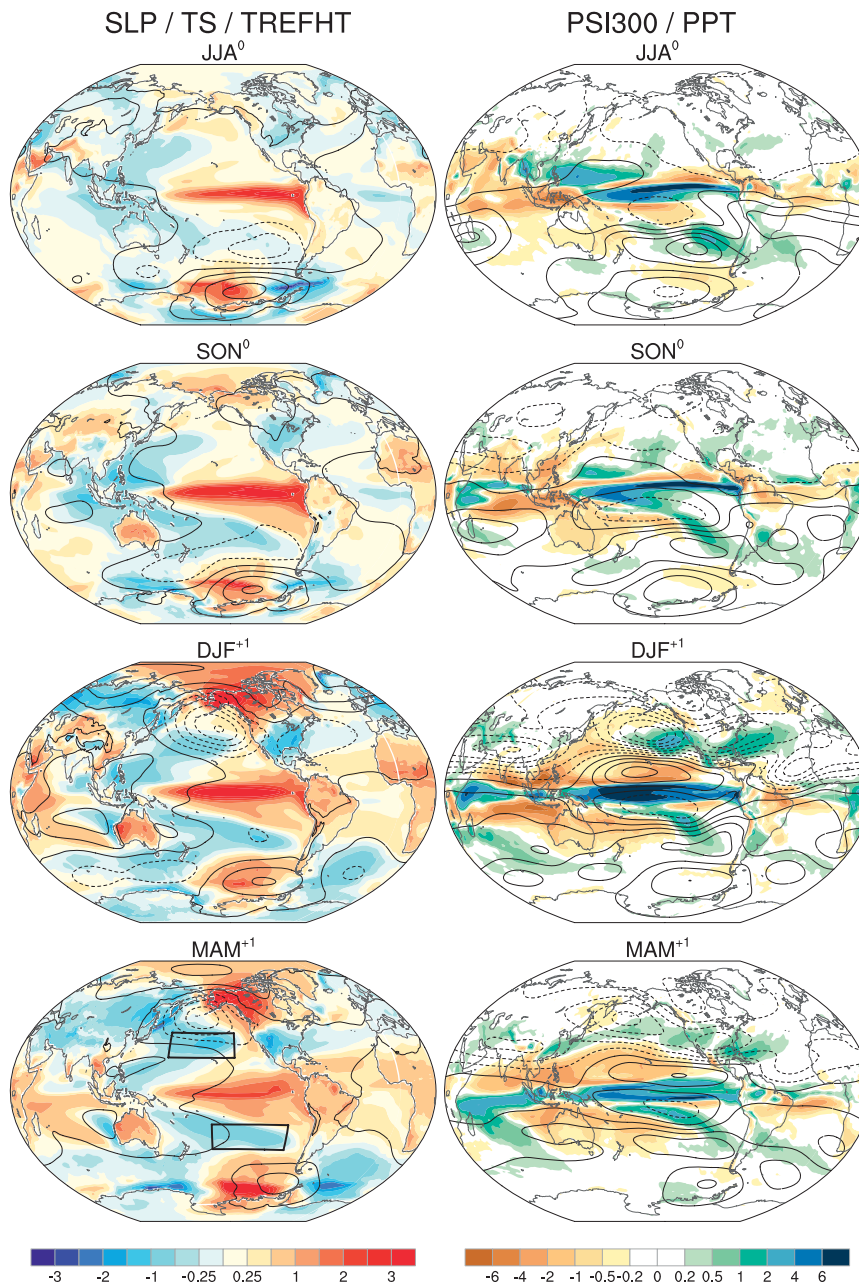 SLP / TS / TREFHT
PSI300 / PPT
JJA⁰
JJA⁰
SON⁰
SON⁰
DJF⁺¹
DJF⁺¹
MAM⁺¹
MAM⁺¹
-3 -2 -1 -0.25 0.25 1 2 3
-6 -4 -2 -1 -0.5 -0.2 0 0.2 0.5 1 2 4 6